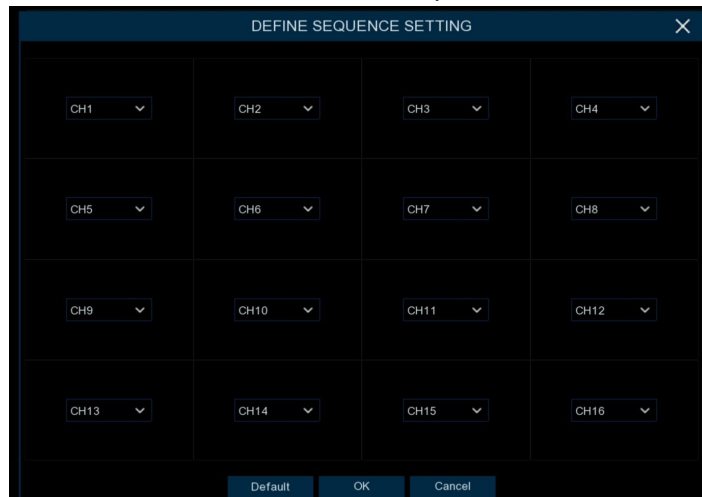 DEFINE SEQUENCE SETTING
CH1 CH2 CH3 CH4
CH5 CH6 CH7 CH8
CH9 CH10 CH11 CH12
CH13 CH14 CH15 CH16
Default OK Cancel